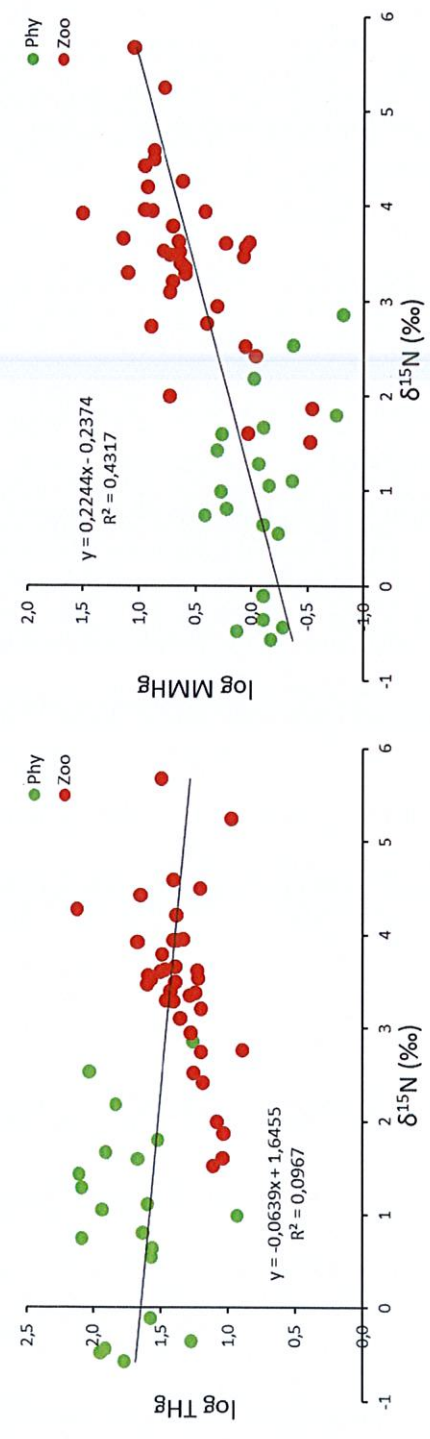 2,5
2,0
1,5
1,0
0,5
0,0
log THg
-1 0 1 2 3 4 5 6
δ15N (‰)
Phy
Zoo
y = -0,0639x + 1,6455
R² = 0,0967
2,0
1,5
1,0
0,5
-0,0
-0,5
-1,0
log MMHg
-1 0 1 2 3 4 5 6
δ15N (‰)
Phy
Zoo
y = 0,2244x - 0,2374
R² = 0,4317